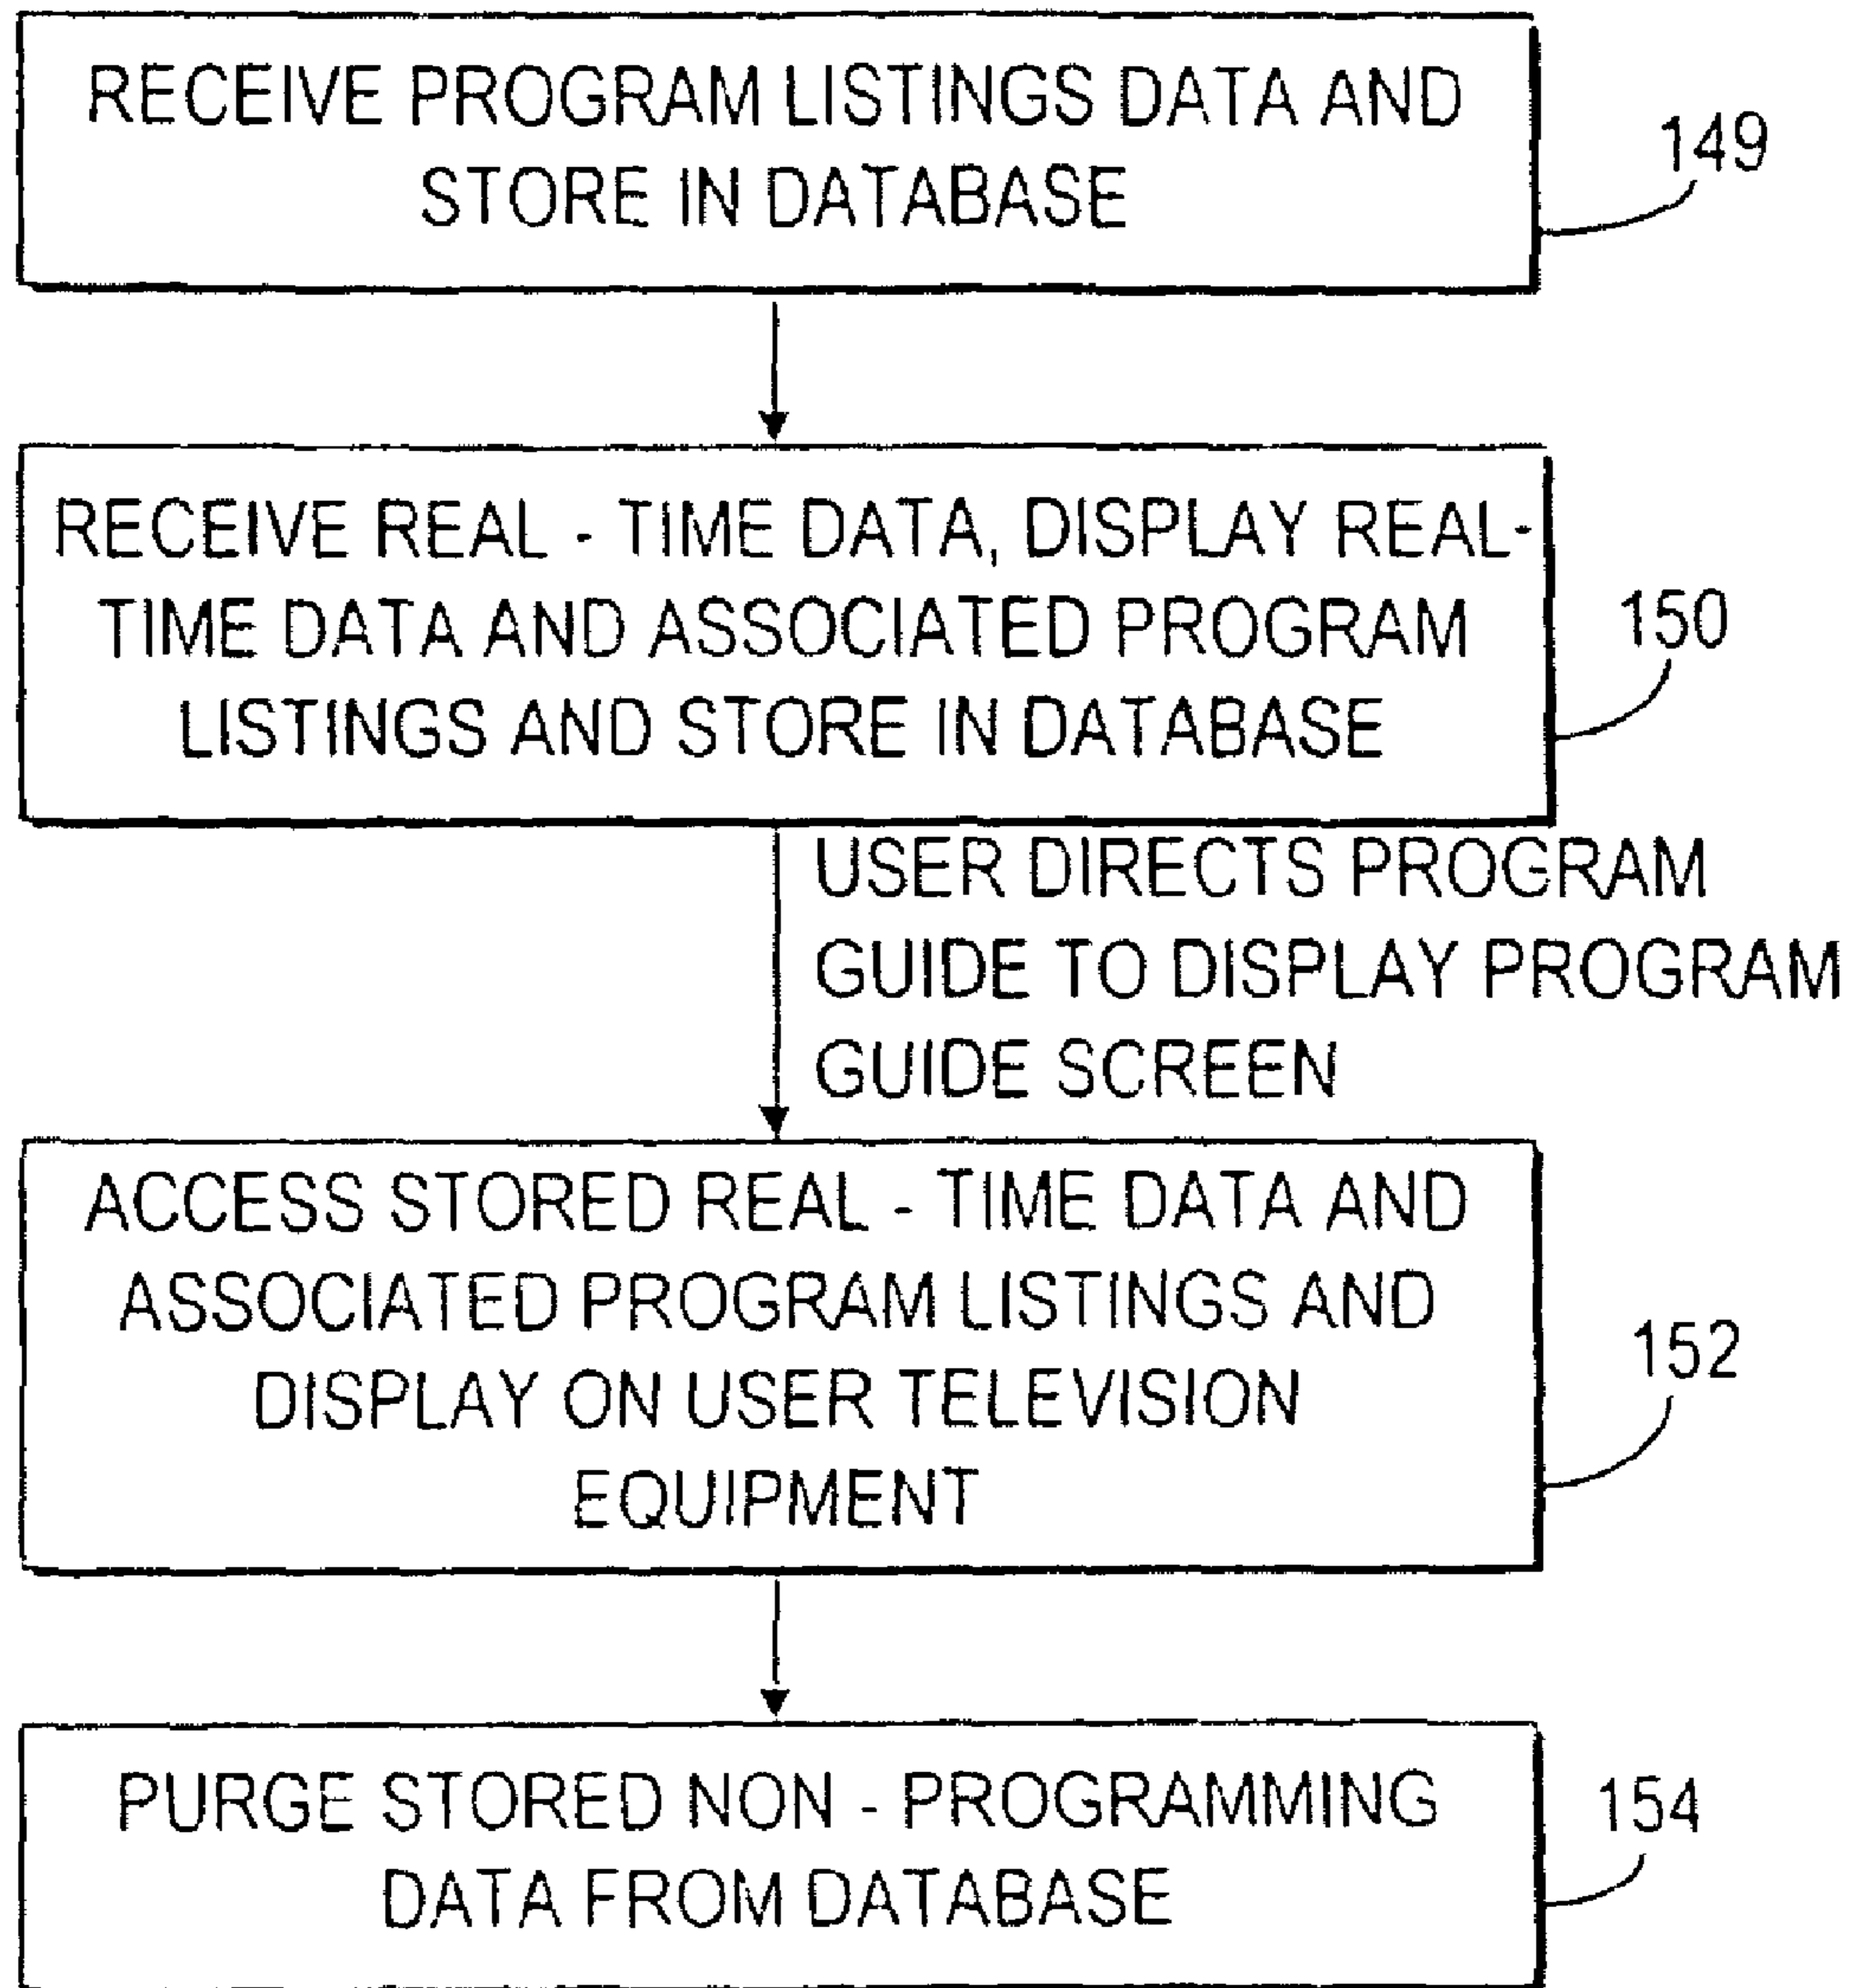 RECEIVE PROGRAM LISTINGS DATA AND
STORE IN DATABASE
149
RECEIVE REAL - TIME DATA, DISPLAY REAL-
TIME DATA AND ASSOCIATED PROGRAM
LISTINGS AND STORE IN DATABASE
150
USER DIRECTS PROGRAM
GUIDE TO DISPLAY PROGRAM
GUIDE SCREEN
ACCESS STORED REAL - TIME DATA AND
ASSOCIATED PROGRAM LISTINGS AND
DISPLAY ON USER TELEVISION
EQUIPMENT
152
PURGE STORED NON - PROGRAMMING
DATA FROM DATABASE
154